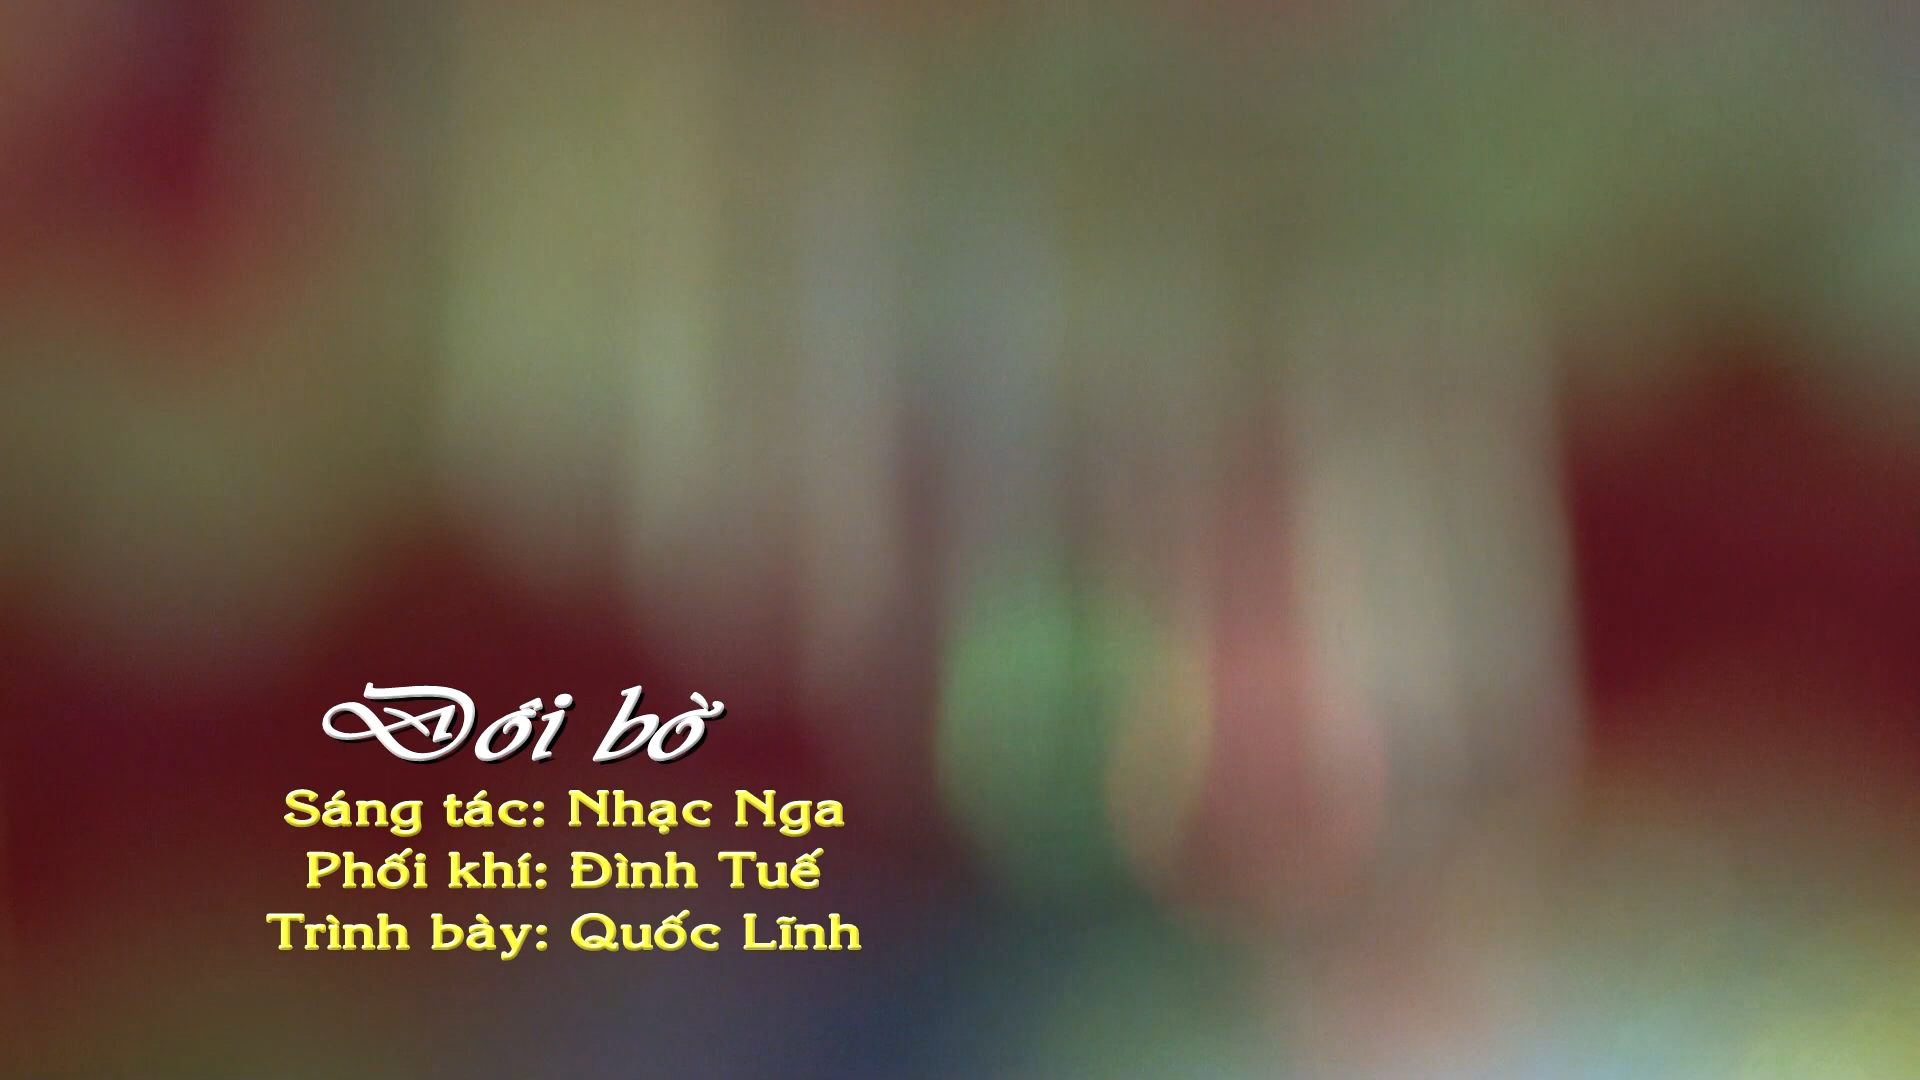 Đôi bờ
Sáng tác: Nhạc Nga
Phối khí: Đình Tuế
Trình bày: Quốc Lĩnh